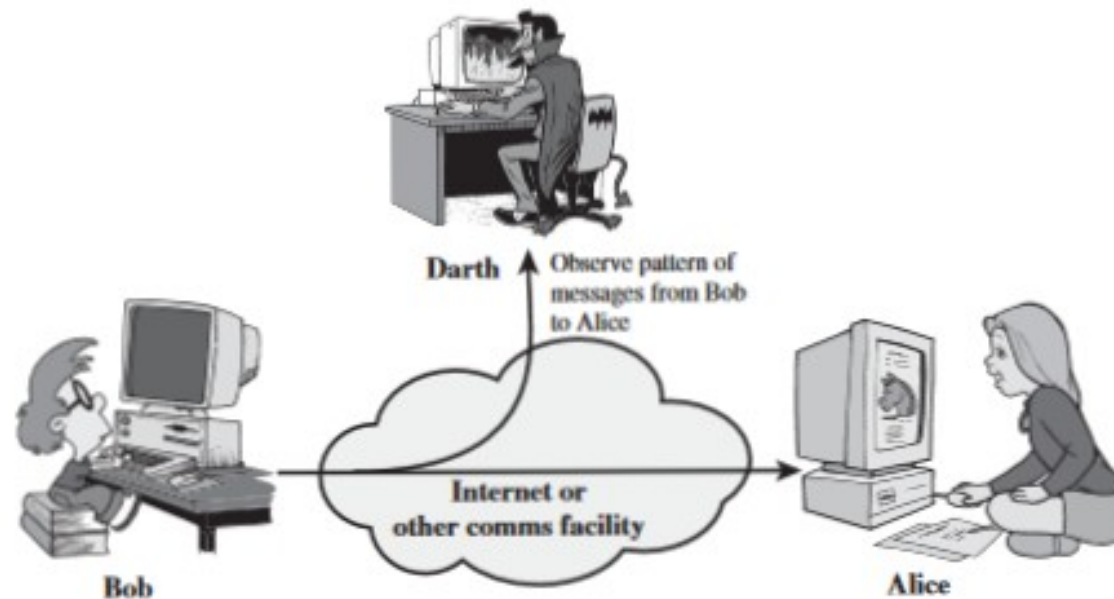 Darth
Observe pattern of
messages from Bob
to Alice
Internet or
other comms facility
Bob
Alice